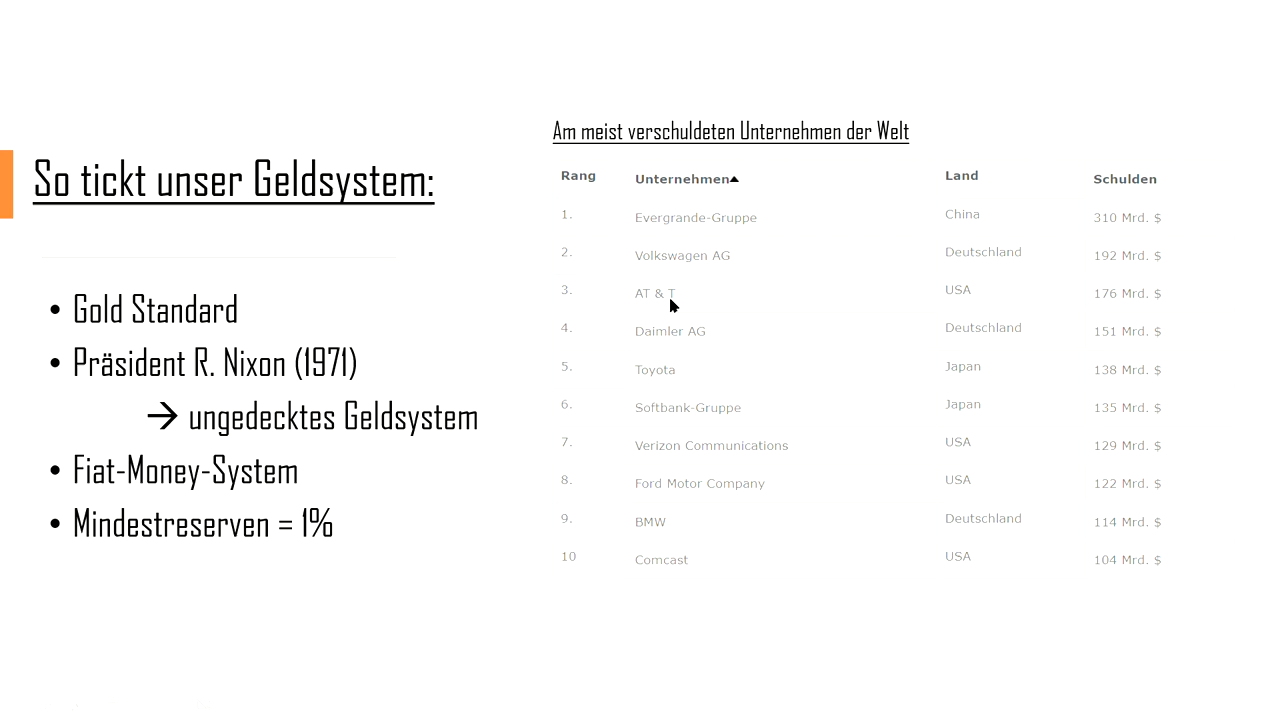 So tickt unser Geldsystem:
• Gold Standard
• Präsident R. Nixon (1971)
→ ungedecktes Geldsystem
• Fiat-Money-System
• Mindestreserven = 1%
Am meist verschuldeten Unternehmen der Welt
Rang Unternehmen▲ Land Schulden
1. Evergrande-Gruppe China 310 Mrd. $
2. Volkswagen AG Deutschland 192 Mrd. $
3. AT & T USA 176 Mrd. $
4. Daimler AG Deutschland 151 Mrd. $
5. Toyota Japan 138 Mrd. $
6. Softbank-Gruppe Japan 135 Mrd. $
7. Verizon Communications USA 129 Mrd. $
8. Ford Motor Company USA 122 Mrd. $
9. BMW Deutschland 114 Mrd. $
10 Comcast USA 104 Mrd. $